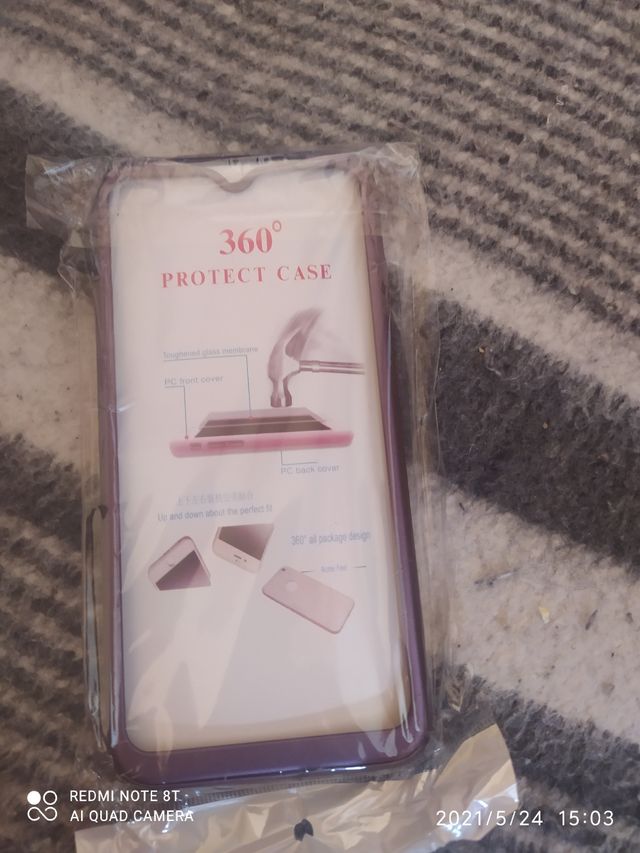 360°
PROTECT CASE
Toughened glass membrane
PC front cover
PC back cover
Up and down about the perfect fit
360° all package design
REDMI NOTE 8T
AI QUAD CAMERA
2021/5/24 15:03